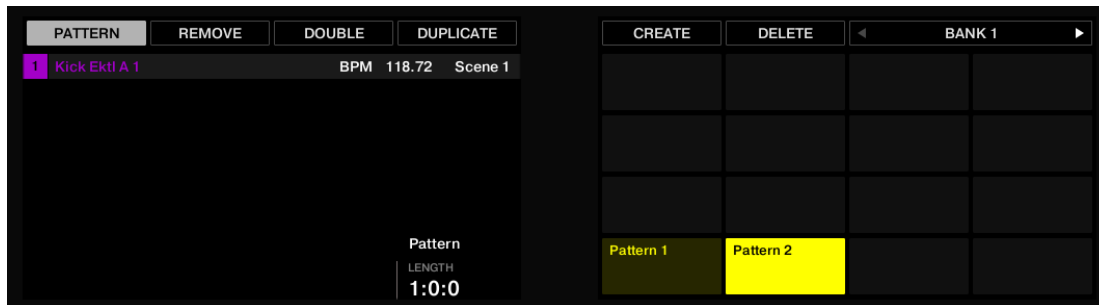 PATTERN REMOVE DOUBLE DUPLICATE
1 Kick Ektl A 1 BPM 118.72 Scene 1
Pattern
LENGTH
1:0:0
CREATE DELETE BANK 1
Pattern 1 Pattern 2